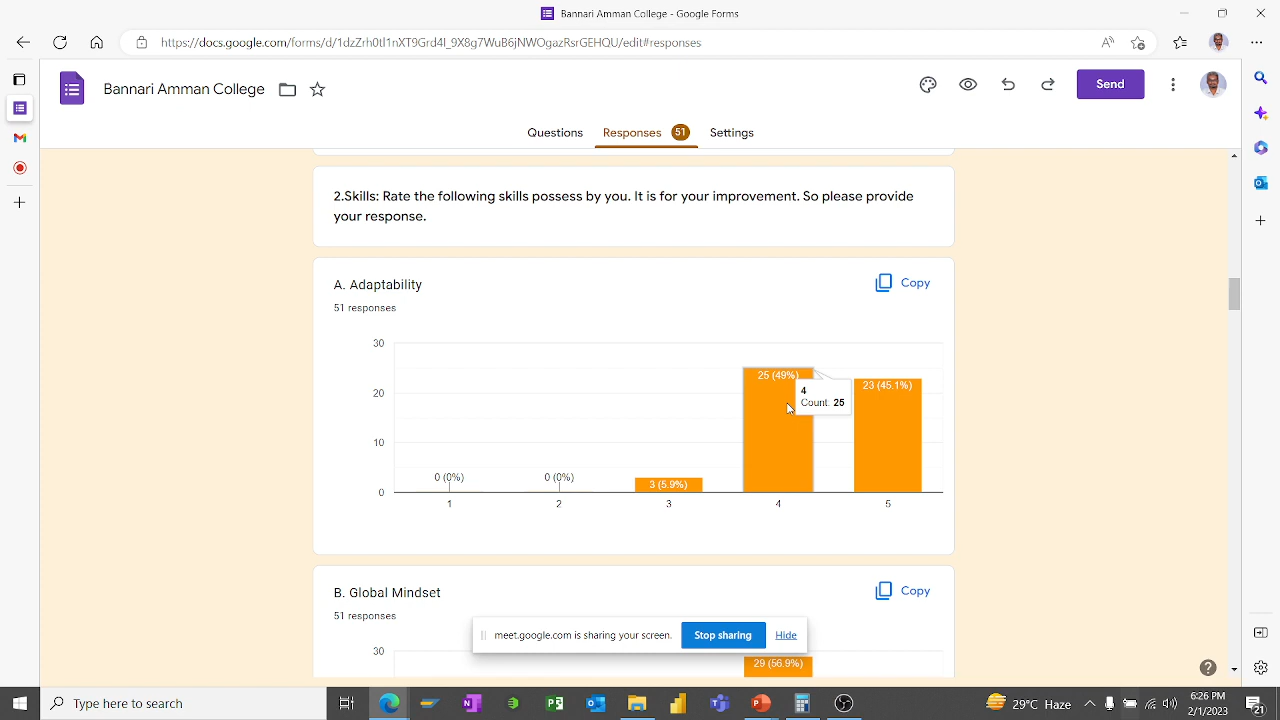 Bannari Amman College - Google Forms
https://docs.google.com/forms/d/1dzZrh0tI1nXT9Grd4I_9X8g7WuB6jNWOgazRsrGEHQU/edit#responses
Bannari Amman College
Send
Questions
Responses 51
Settings
2.Skills: Rate the following skills possess by you. It is for your improvement. So please provide
your response.
A. Adaptability
Copy
51 responses
30
20
10
0
0 (0%)
0 (0%)
3 (5.9%)
25 (49%)
23 (45.1%)
4
Count: 25
1
2
3
4
5
B. Global Mindset
Copy
51 responses
30
29 (56.9%)
meet.google.com is sharing your screen.
Stop sharing
Hide
Type here to search
29°C Haze
6:26 PM
2/1/2023
21